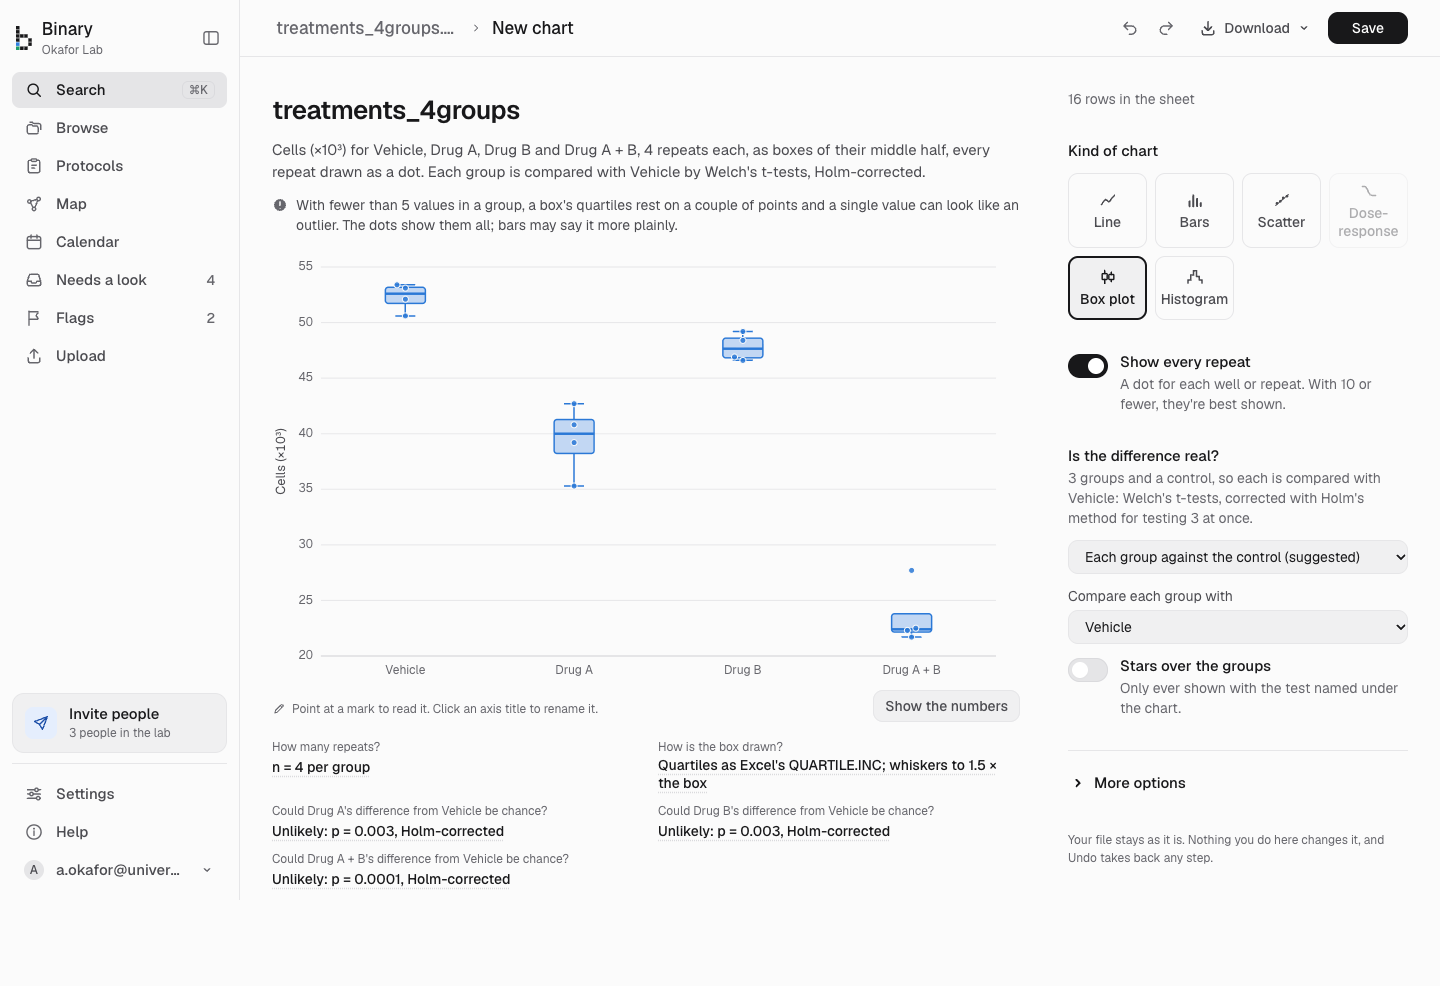 Binary
Okafor Lab
Search
⌘K
Browse
Protocols
Map
Calendar
Needs a look
4
Flags
2
Upload
Invite people
3 people in the lab
Settings
Help
A
a.okafor@univer...
treatments_4groups....
New chart
Download
Save
treatments_4groups
Cells (×10³) for Vehicle, Drug A, Drug B and Drug A + B, 4 repeats each, as boxes of their middle half, every
repeat drawn as a dot. Each group is compared with Vehicle by Welch's t-tests, Holm-corrected.
With fewer than 5 values in a group, a box's quartiles rest on a couple of points and a single value can look like an
outlier. The dots show them all; bars may say it more plainly.
55
50
45
40
35
30
25
20
Cells (×10³)
Vehicle
Drug A
Drug B
Drug A + B
Point at a mark to read it. Click an axis title to rename it.
Show the numbers
How many repeats?
n = 4 per group
How is the box drawn?
Quartiles as Excel's QUARTILE.INC; whiskers to 1.5 ×
the box
Could Drug A's difference from Vehicle be chance?
Unlikely: p = 0.003, Holm-corrected
Could Drug B's difference from Vehicle be chance?
Unlikely: p = 0.003, Holm-corrected
Could Drug A + B's difference from Vehicle be chance?
Unlikely: p = 0.0001, Holm-corrected
16 rows in the sheet
Kind of chart
Line
Bars
Scatter
Dose-
response
Box plot
Histogram
Show every repeat
A dot for each well or repeat. With 10 or
fewer, they're best shown.
Is the difference real?
3 groups and a control, so each is compared with
Vehicle: Welch's t-tests, corrected with Holm's
method for testing 3 at once.
Each group against the control (suggested)
Compare each group with
Vehicle
Stars over the groups
Only ever shown with the test named under
the chart.
More options
Your file stays as it is. Nothing you do here changes it, and
Undo takes back any step.